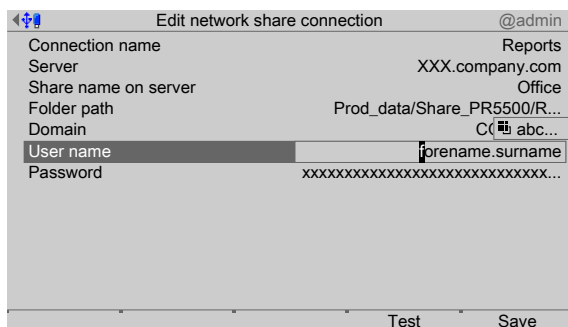 Edit network share connection @admin
Connection name Reports
Server XXX.company.com
Share name on server Office
Folder path Prod_data/Share_PR5500/R...
Domain abc...
User name forename.surname
Password xxxxxxxxxxxxxxxxxxxxxxxxxxxxx...
Test Save